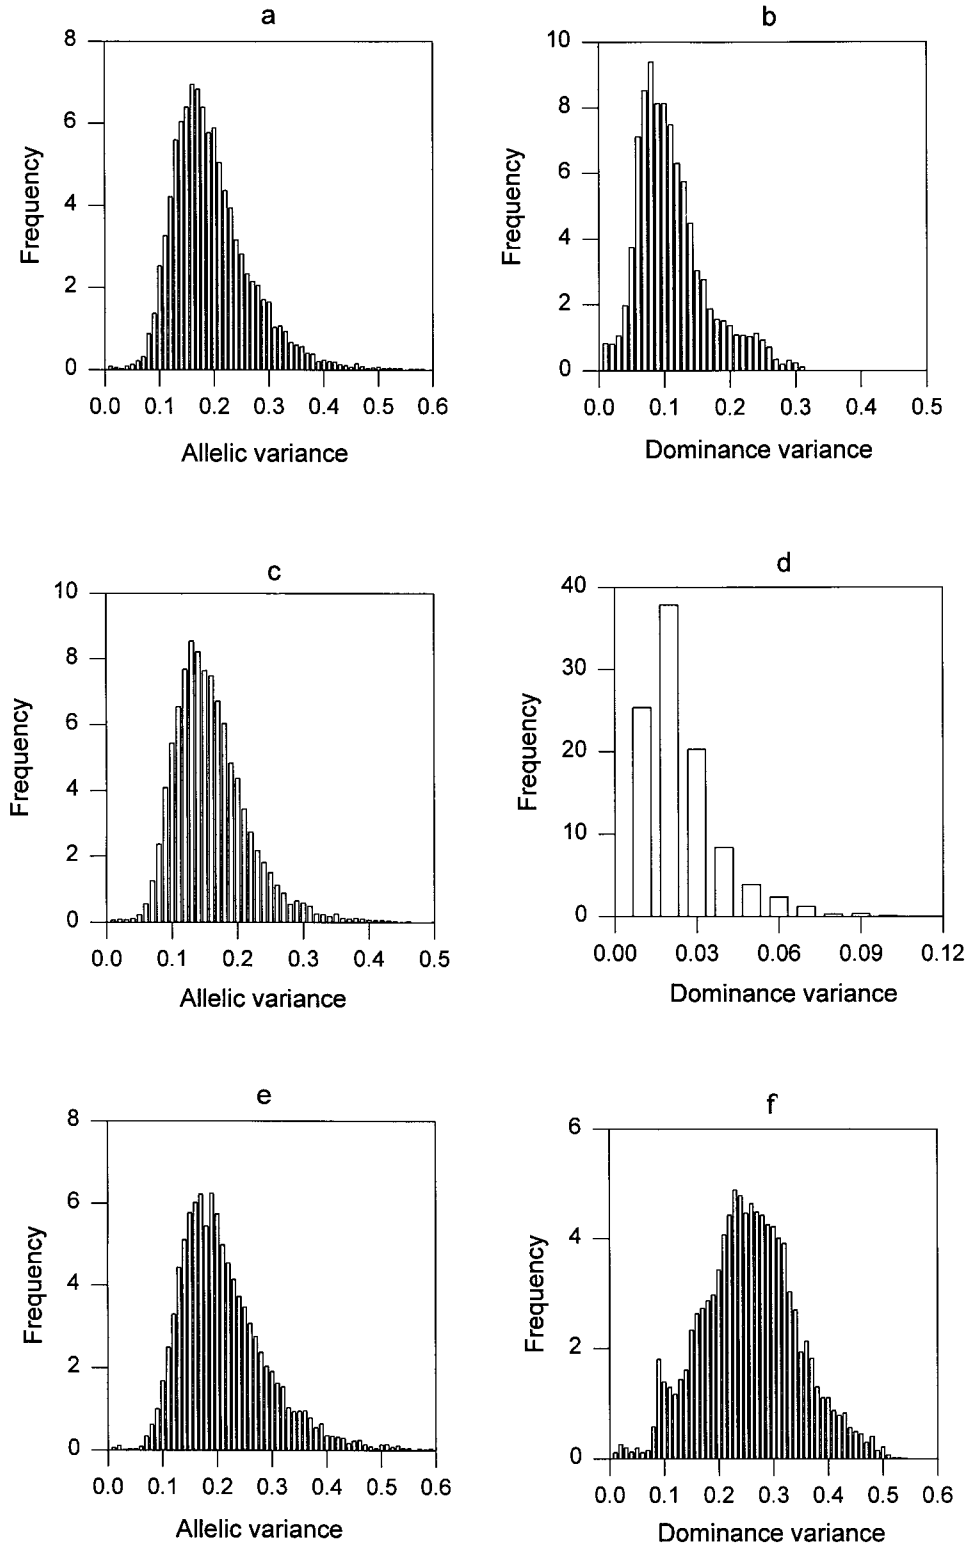 a
8
6
4
2
0
Frequency
0.0 0.1 0.2 0.3 0.4 0.5 0.6
Allelic variance
b
10
8
6
4
2
0
Frequency
0.0 0.1 0.2 0.3 0.4 0.5
Dominance variance
c
10
8
6
4
2
0
Frequency
0.0 0.1 0.2 0.3 0.4 0.5
Allelic variance
d
40
30
20
10
0
Frequency
0.00 0.03 0.06 0.09 0.12
Dominance variance
e
8
6
4
2
0
Frequency
0.0 0.1 0.2 0.3 0.4 0.5 0.6
Allelic variance
f
6
4
2
0
Frequency
0.0 0.1 0.2 0.3 0.4 0.5 0.6
Dominance variance